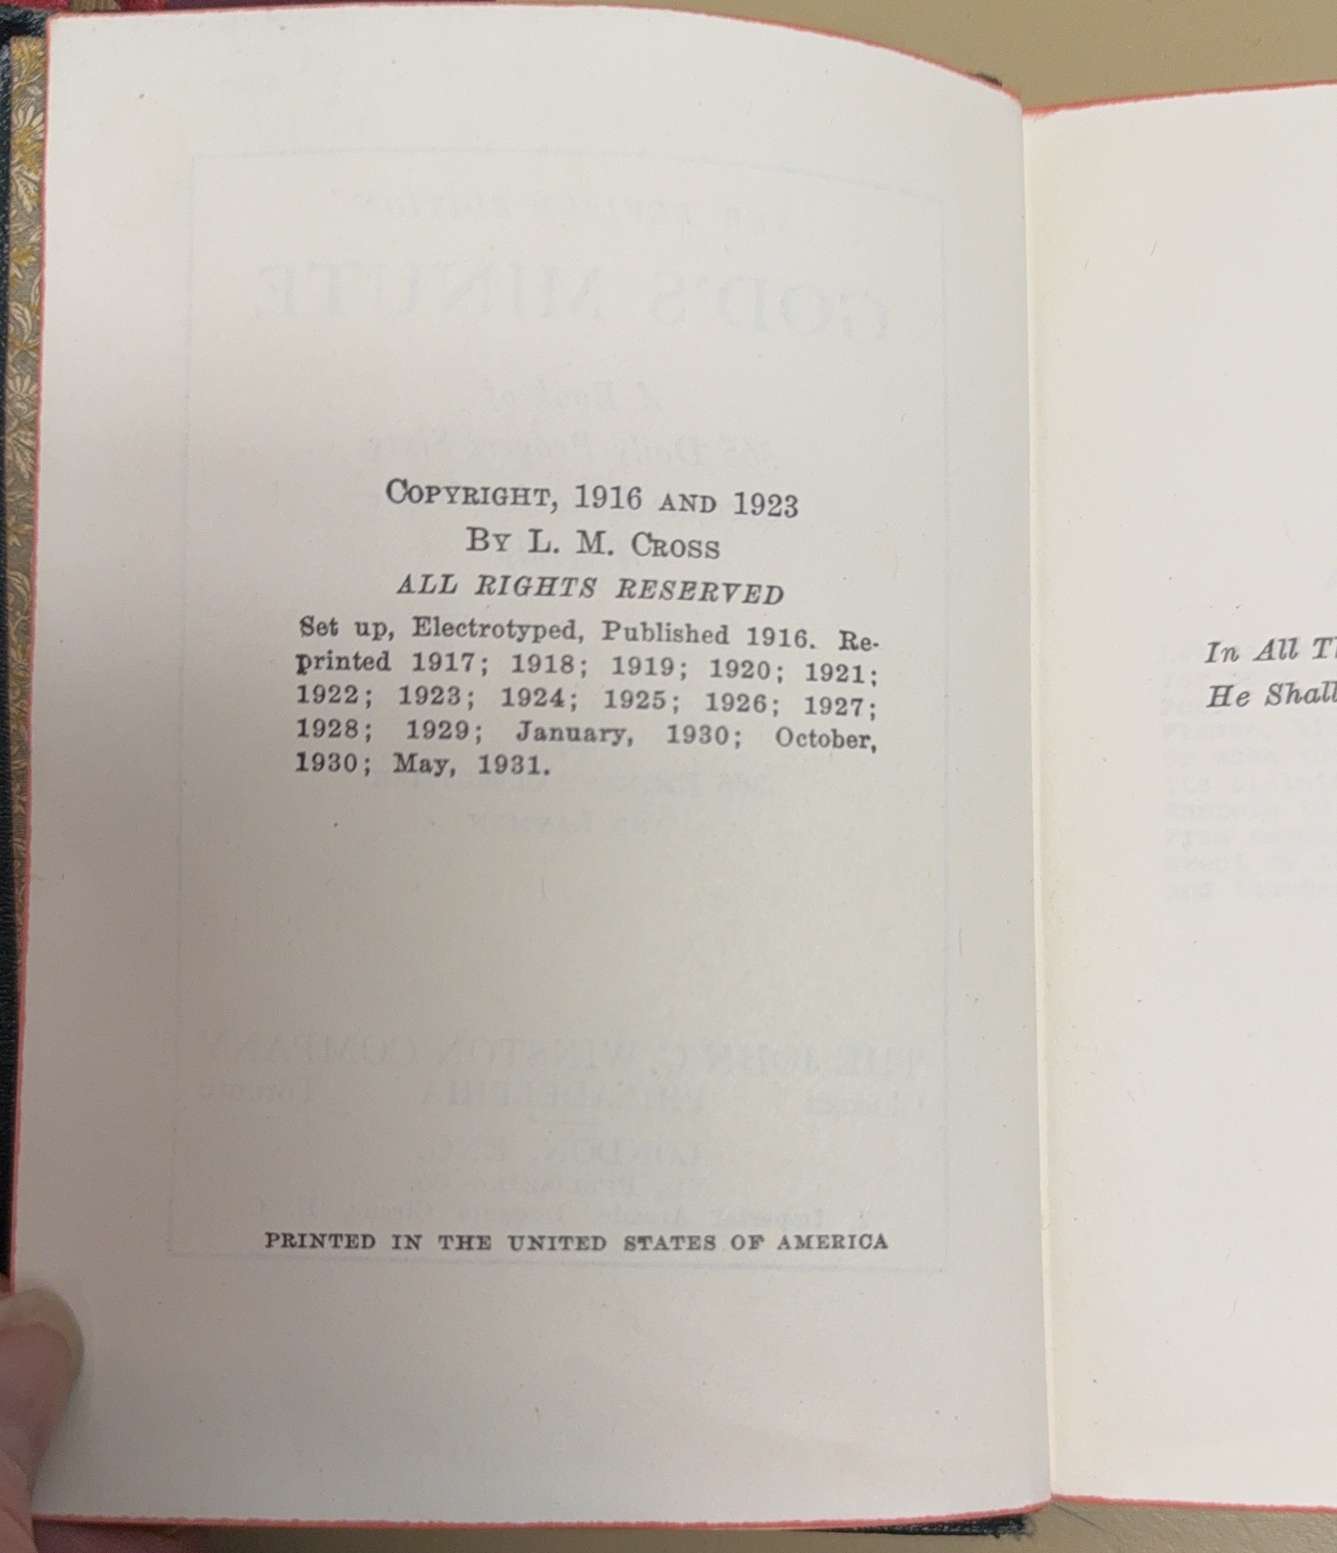 COPYRIGHT, 1916 AND 1923
BY L. M. CROSS
ALL RIGHTS RESERVED
Set up, Electrotyped, Published 1916. Re-
printed 1917; 1918; 1919; 1920; 1921;
1922; 1923; 1924; 1925; 1926; 1927;
1928; 1929; January, 1930; October,
1930; May, 1931.
PRINTED IN THE UNITED STATES OF AMERICA
In All
He Shall